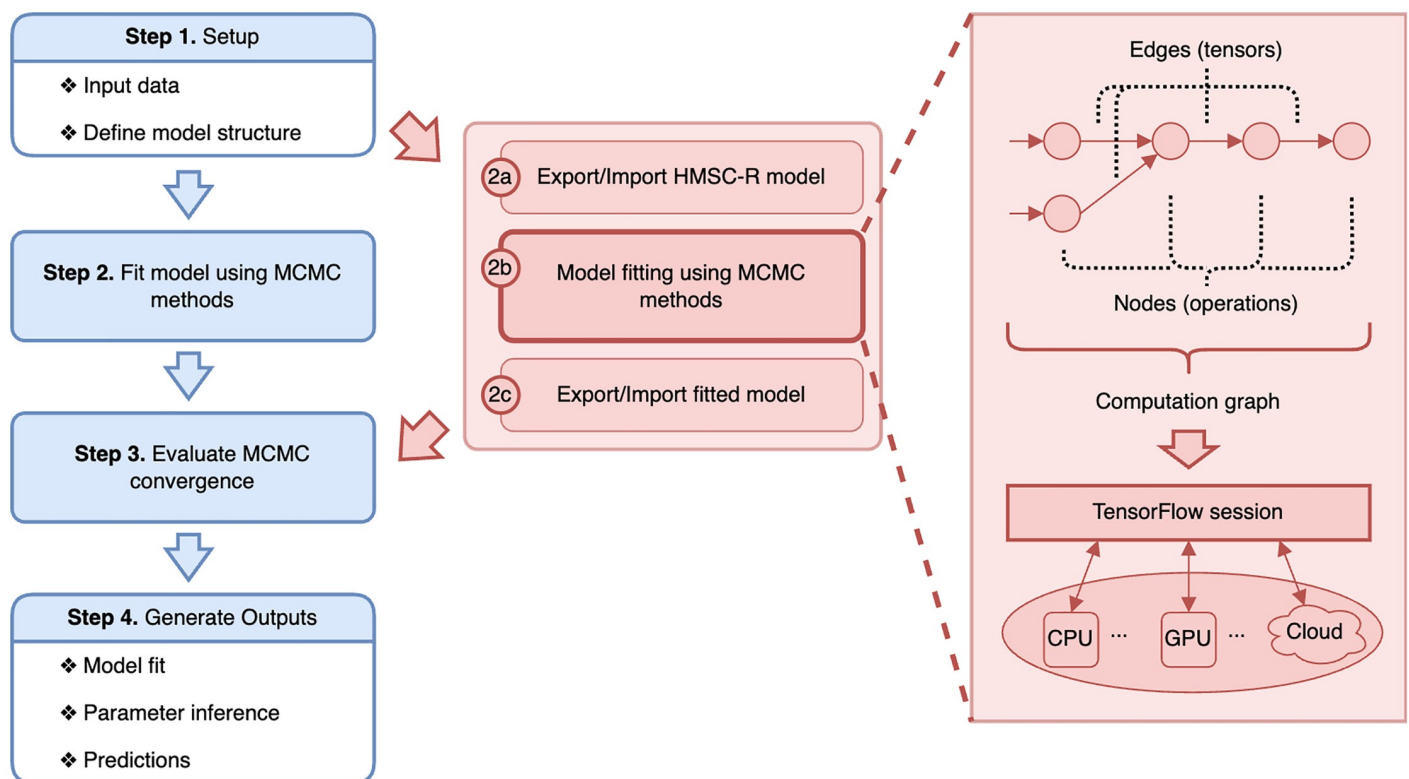 Step 1. Setup
❖ Input data
❖ Define model structure
Step 2. Fit model using MCMC
methods
Step 3. Evaluate MCMC
convergence
Step 4. Generate Outputs
❖ Model fit
❖ Parameter inference
❖ Predictions
2a
Export/Import HMSC-R model
2b
Model fitting using MCMC
methods
2c
Export/Import fitted model
Edges (tensors)
Nodes (operations)
Computation graph
TensorFlow session
CPU ... GPU ... Cloud